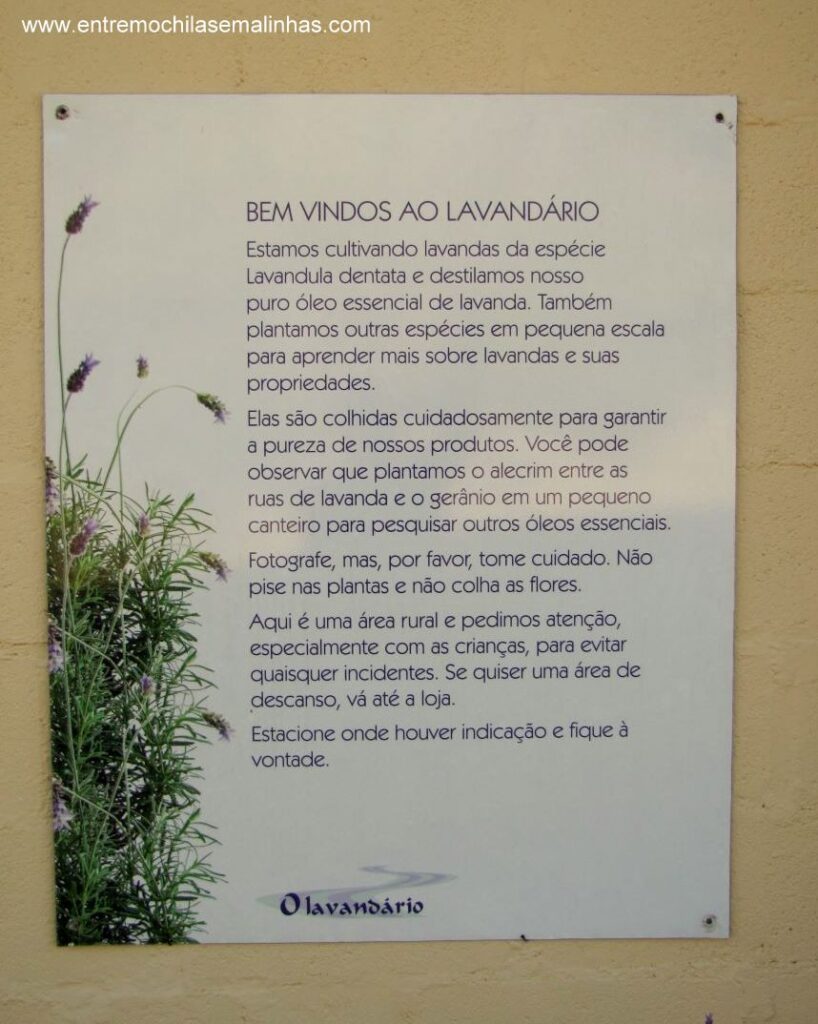 www.entremochilasemalinhas.com
BEM VINDOS AO LAVANDÁRIO
Estamos cultivando lavandas da espécie
Lavandula dentata e destilamos nosso
puro óleo essencial de lavanda. Também
plantamos outras espécies em pequena escala
para aprender mais sobre lavandas e suas
propriedades.
Elas são colhidas cuidadosamente para garantir
a pureza de nossos produtos. Você pode
observar que plantamos o alecrim entre as
ruas de lavanda e o gerânio em um pequeno
canteiro para pesquisar outros óleos essenciais.
Fotografe, mas, por favor, tome cuidado. Não
pise nas plantas e não colha as flores.
Aqui é uma área rural e pedimos atenção,
especialmente com as crianças, para evitar
quaisquer incidentes. Se quiser uma área de
descanso, vá até a loja.
Estacione onde houver indicação e fique à
vontade.
O lavandário